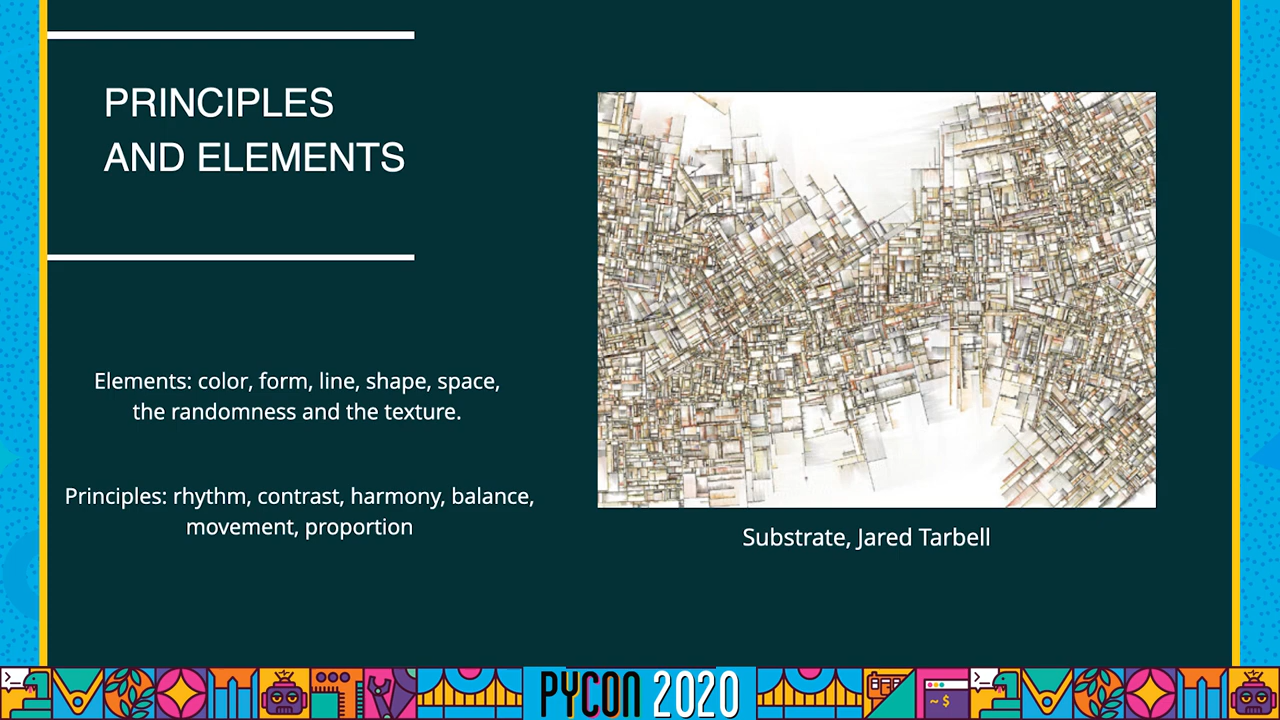 PRINCIPLES
AND ELEMENTS
Elements: color, form, line, shape, space,
the randomness and the texture.
Principles: rhythm, contrast, harmony, balance,
movement, proportion
Substrate, Jared Tarbell
PYCON 2020
~ $